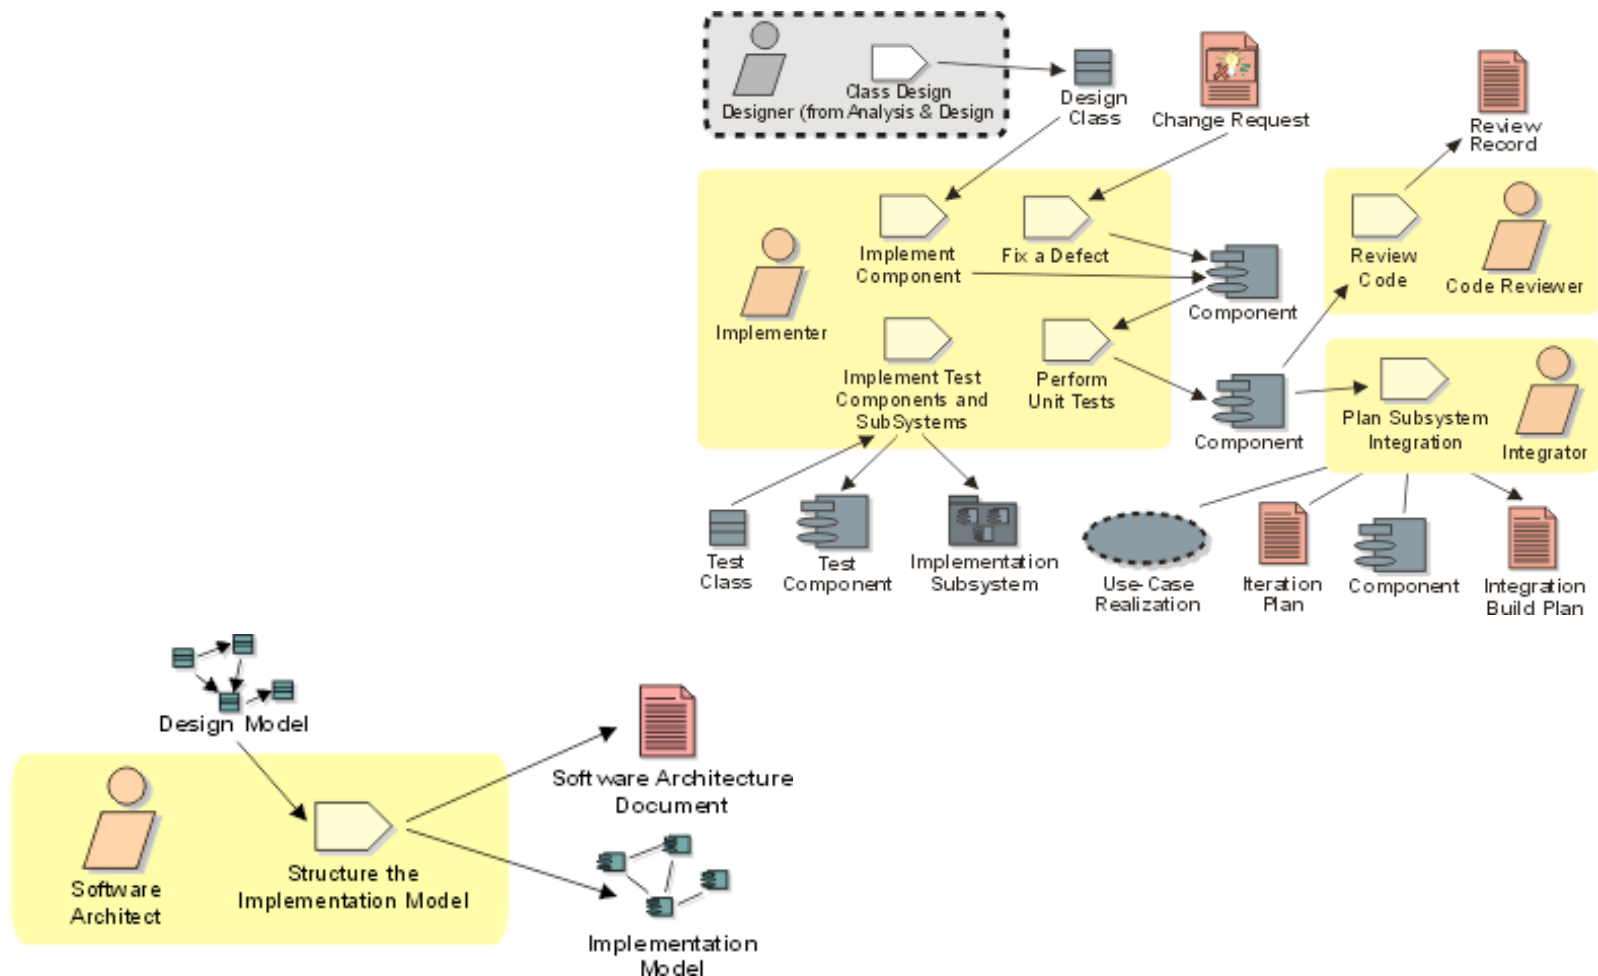 Class Design
Designer (from Analysis & Design
Design
Class
Change Request
Review
Record
Implement
Component
Fix a Defect
Component
Review
Code
Code Reviewer
Implementer
Implement Test
Components and
SubSystems
Perform
Unit Tests
Component
Plan Subsystem
Integration
Integrator
Test
Class
Test
Component
Implementation
Subsystem
Use-Case
Realization
Iteration
Plan
Component
Integration
Build Plan
Design Model
Software Architecture
Document
Software
Architect
Structure the
Implementation Model
Implementation
Model